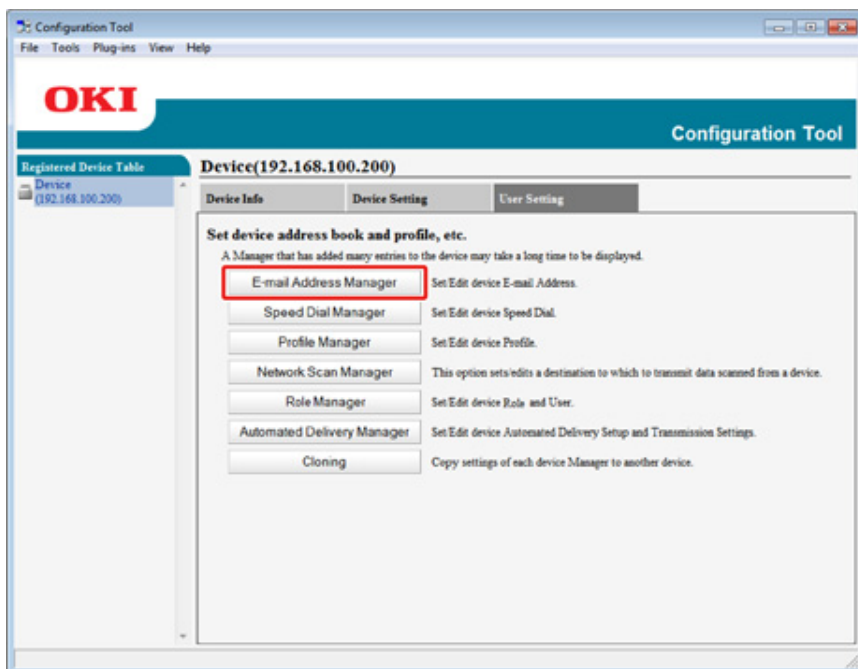 Configuration Tool
File Tools Plug-ins View Help
OKI
Configuration Tool
Registered Device Table
Device
(192.168.100.200)
Device(192.168.100.200)
Device Info Device Setting User Setting
Set device address book and profile, etc.
A Manager that has added many entries to the device may take a long time to be displayed.
E-mail Address Manager Set/Edit device E-mail Address.
Speed Dial Manager Set/Edit device Speed Dial.
Profile Manager Set/Edit device Profile.
Network Scan Manager This option sets/edits a destination to which to transmit data scanned from a device.
Role Manager Set/Edit device Role and User.
Automated Delivery Manager Set/Edit device Automated Delivery Setup and Transmission Settings.
Cloning Copy settings of each device Manager to another device.